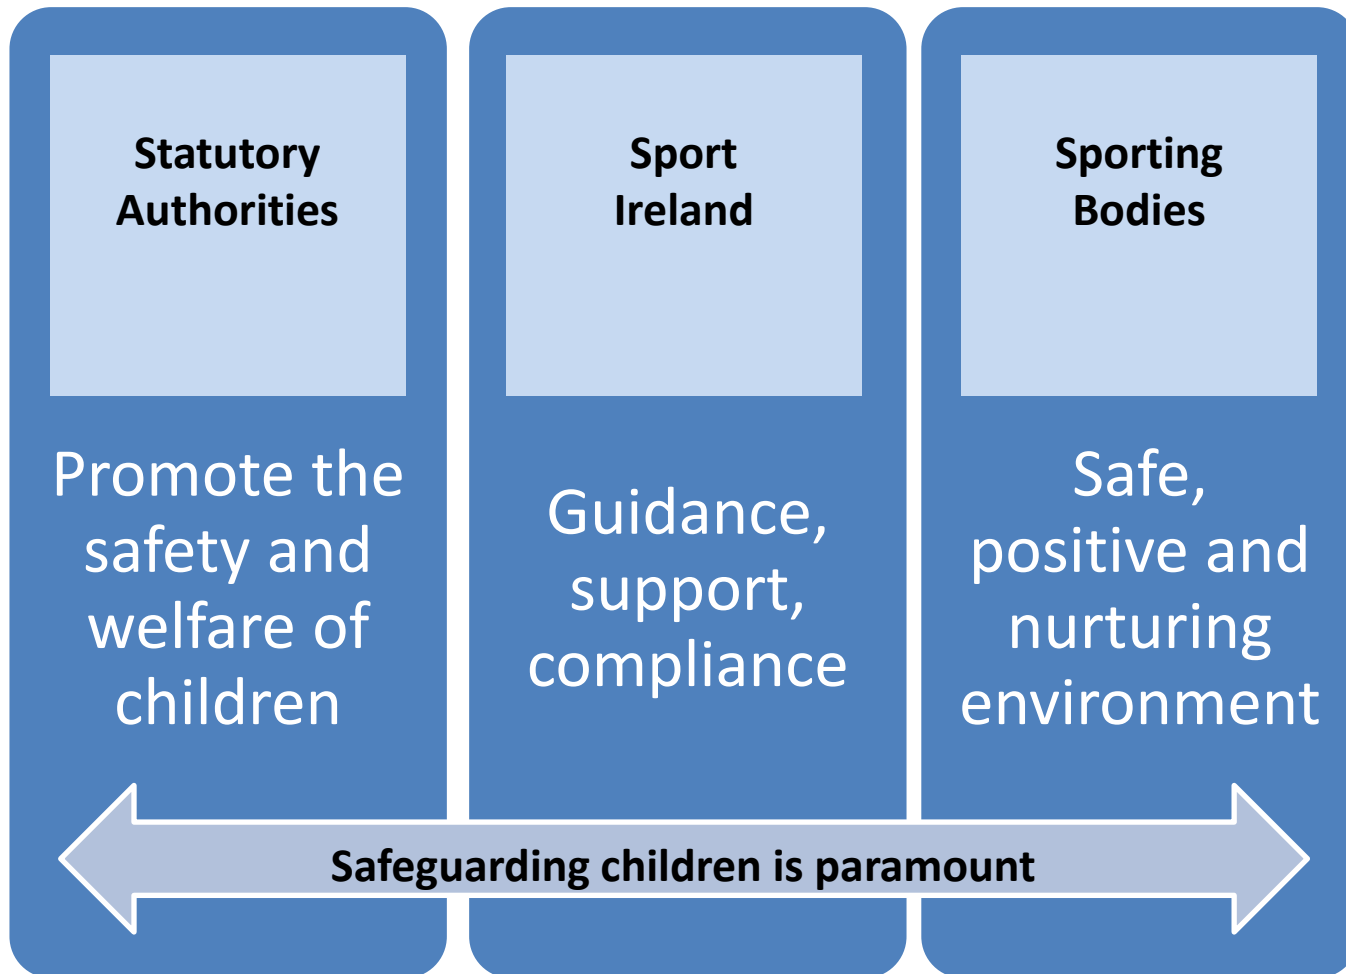 Statutory
Authorities
Promote the
safety and
welfare of
children
Sport
Ireland
Guidance,
support,
compliance
Sporting
Bodies
Safe,
positive and
nurturing
environment
Safeguarding children is paramount